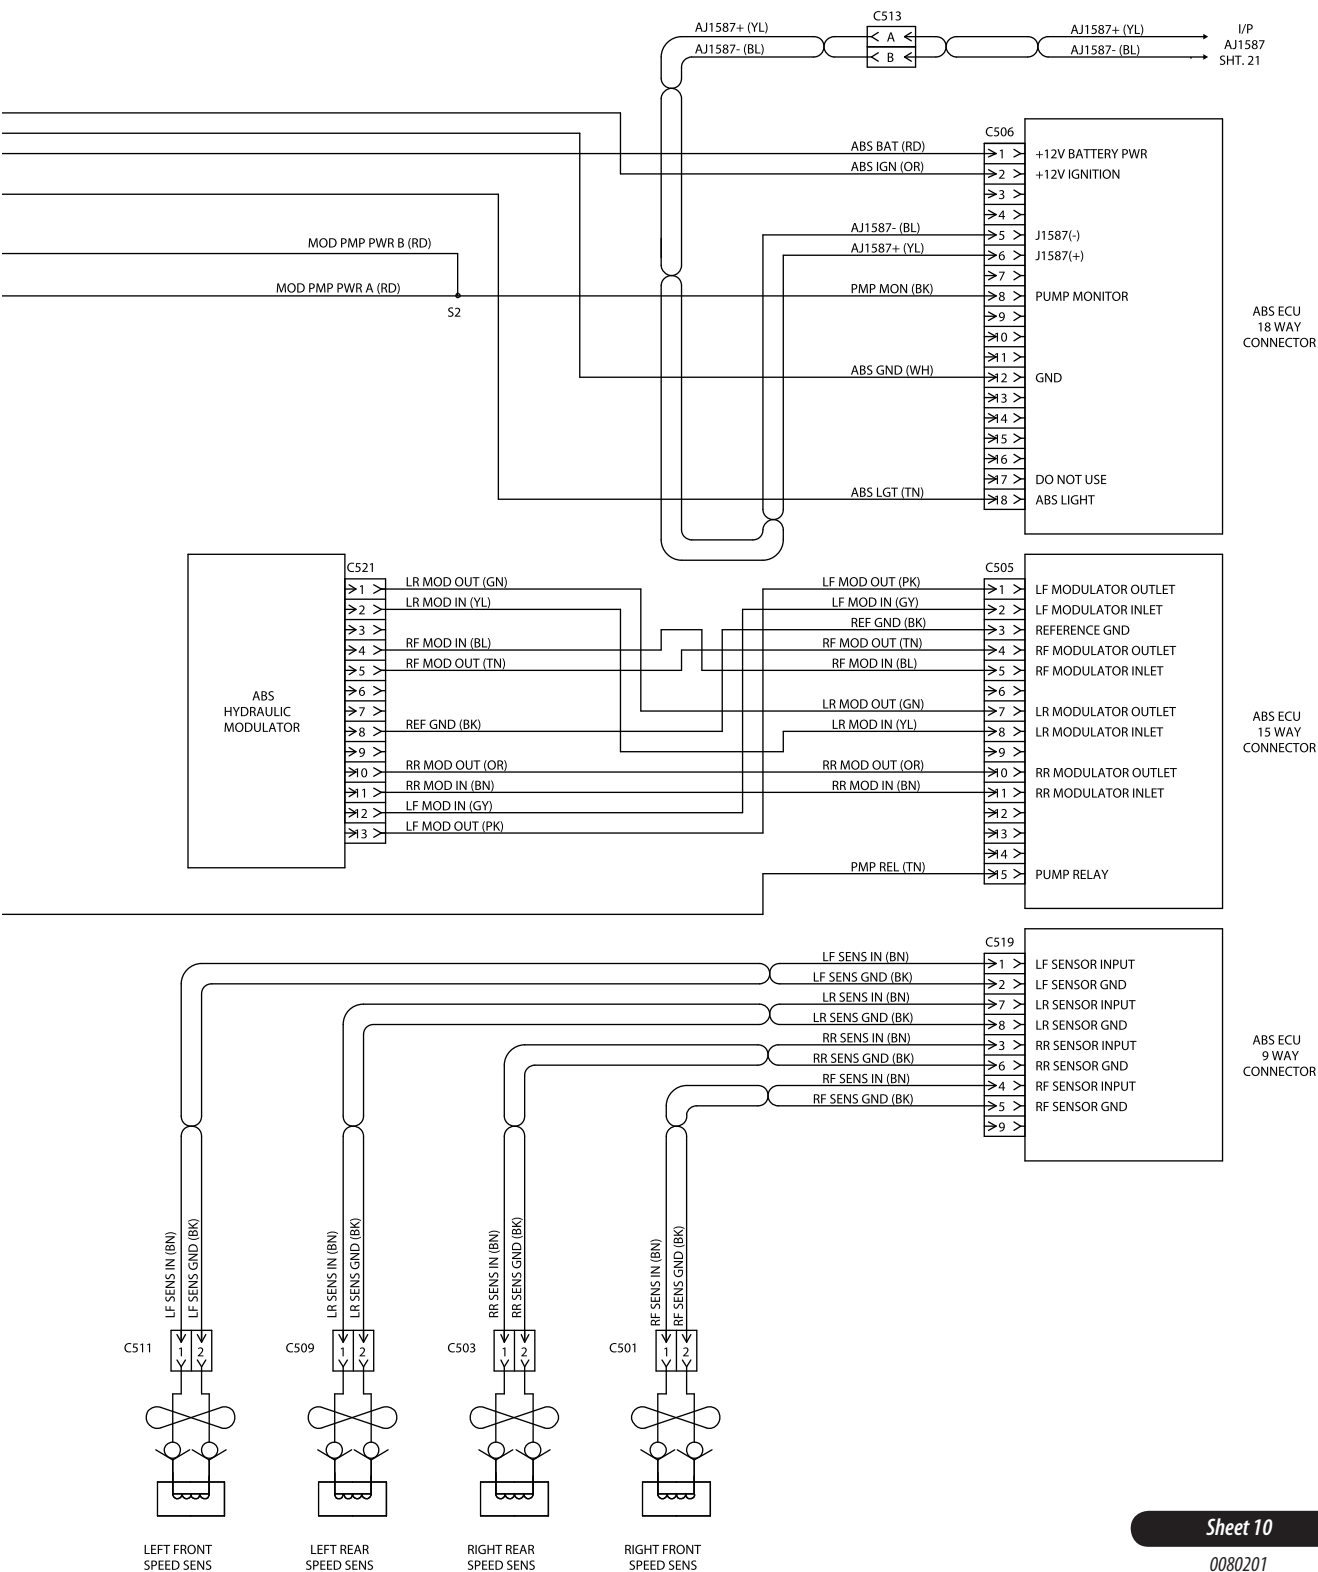 C513
AJ1587+ (YL)
A
AJ1587+ (YL)
AJ1587- (BL)
B
AJ1587- (BL)
I/P
AJ1587
SHT. 21
C506
ABS BAT (RD)
1
+12V BATTERY PWR
ABS IGN (OR)
2
+12V IGNITION
3
4
AJ1587- (BL)
5
J1587(-)
AJ1587+ (YL)
6
J1587(+)
7
MOD PMP PWR B (RD)
MOD PMP PWR A (RD)
S2
PMP MON (BK)
8
PUMP MONITOR
9
10
11
ABS GND (WH)
12
GND
13
14
15
16
17
DO NOT USE
ABS LGT (TN)
18
ABS LIGHT
ABS ECU
18 WAY
CONNECTOR
ABS
HYDRAULIC
MODULATOR
C521
1
LR MOD OUT (GN)
2
LR MOD IN (YL)
3
4
RF MOD IN (BL)
5
RF MOD OUT (TN)
6
7
8
REF GND (BK)
9
10
RR MOD OUT (OR)
11
RR MOD IN (BN)
12
LF MOD IN (GY)
13
LF MOD OUT (PK)
C505
LF MOD OUT (PK)
1
LF MODULATOR OUTLET
LF MOD IN (GY)
2
LF MODULATOR INLET
REF GND (BK)
3
REFERENCE GND
RF MOD OUT (TN)
4
RF MODULATOR OUTLET
RF MOD IN (BL)
5
RF MODULATOR INLET
6
LR MOD OUT (GN)
7
LR MODULATOR OUTLET
LR MOD IN (YL)
8
LR MODULATOR INLET
9
RR MOD OUT (OR)
10
RR MODULATOR OUTLET
RR MOD IN (BN)
11
RR MODULATOR INLET
12
13
14
PMP REL (TN)
15
PUMP RELAY
ABS ECU
15 WAY
CONNECTOR
C519
LF SENS IN (BN)
1
LF SENSOR INPUT
LF SENS GND (BK)
2
LF SENSOR GND
LR SENS IN (BN)
7
LR SENSOR INPUT
LR SENS GND (BK)
8
LR SENSOR GND
RR SENS IN (BN)
3
RR SENSOR INPUT
RR SENS GND (BK)
6
RR SENSOR GND
RF SENS IN (BN)
4
RF SENSOR INPUT
RF SENS GND (BK)
5
RF SENSOR GND
9
ABS ECU
9 WAY
CONNECTOR
LF SENS IN (BN)
LF SENS GND (BK)
LR SENS IN (BN)
LR SENS GND (BK)
RR SENS IN (BN)
RR SENS GND (BK)
RF SENS IN (BN)
RF SENS GND (BK)
C511
1
2
C509
1
2
C503
1
2
C501
1
2
LEFT FRONT
SPEED SENS
LEFT REAR
SPEED SENS
RIGHT REAR
SPEED SENS
RIGHT FRONT
SPEED SENS
Sheet 10
0080201